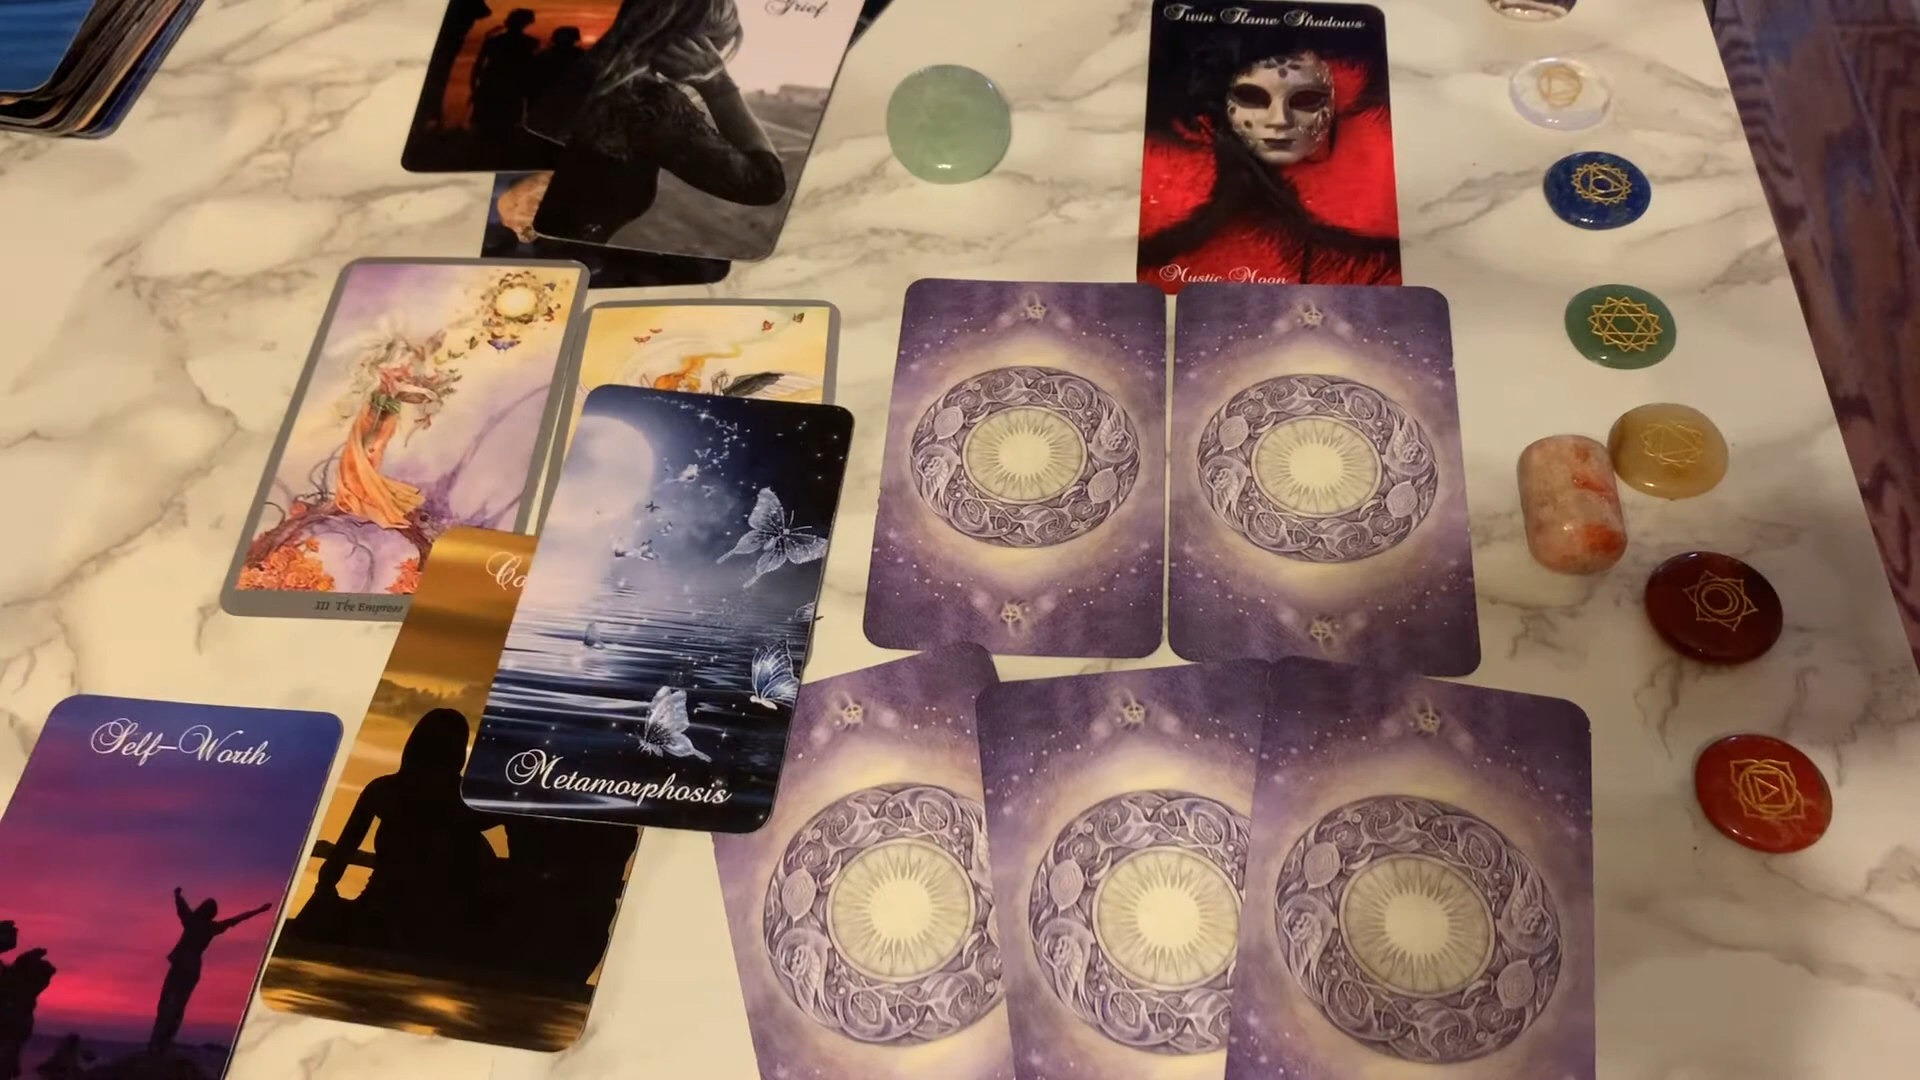 Grief
Twin Flame Shadows
Mystic Moon
III The Empress
Self-Worth
Metamorphosis